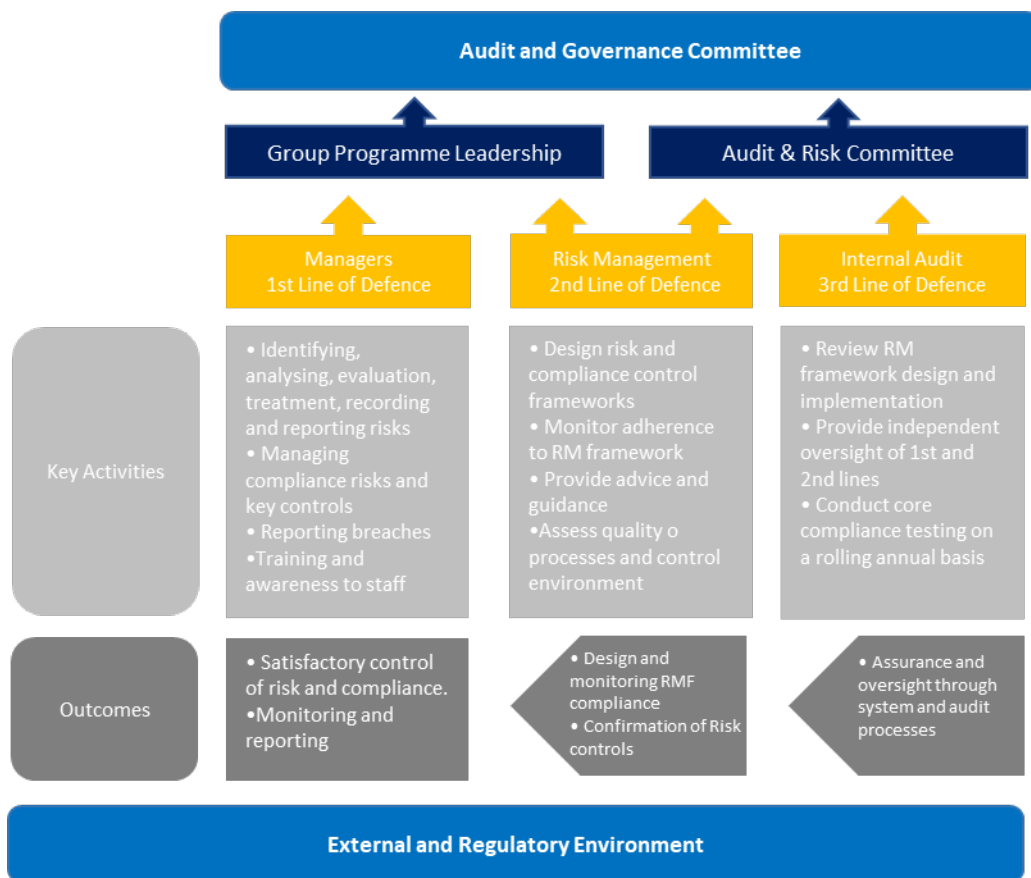 Audit and Governance Committee
Group Programme Leadership
Audit & Risk Committee
Managers
1st Line of Defence
Risk Management
2nd Line of Defence
Internal Audit
3rd Line of Defence
Key Activities
• Identifying,
analysing, evaluation,
treatment, recording
and reporting risks
• Managing
compliance risks and
key controls
• Reporting breaches
•Training and
awareness to staff
• Design risk and
compliance control
frameworks
• Monitor adherence
to RM framework
• Provide advice and
guidance
•Assess quality o
processes and control
environment
• Review RM
framework design and
implementation
• Provide independent
oversight of 1st and
2nd lines
• Conduct core
compliance testing on
a rolling annual basis
Outcomes
• Satisfactory control
of risk and compliance.
•Monitoring and
reporting
• Design and
monitoring RMF
compliance
• Confirmation of Risk
controls
• Assurance and
oversight through
system and audit
processes
External and Regulatory Environment